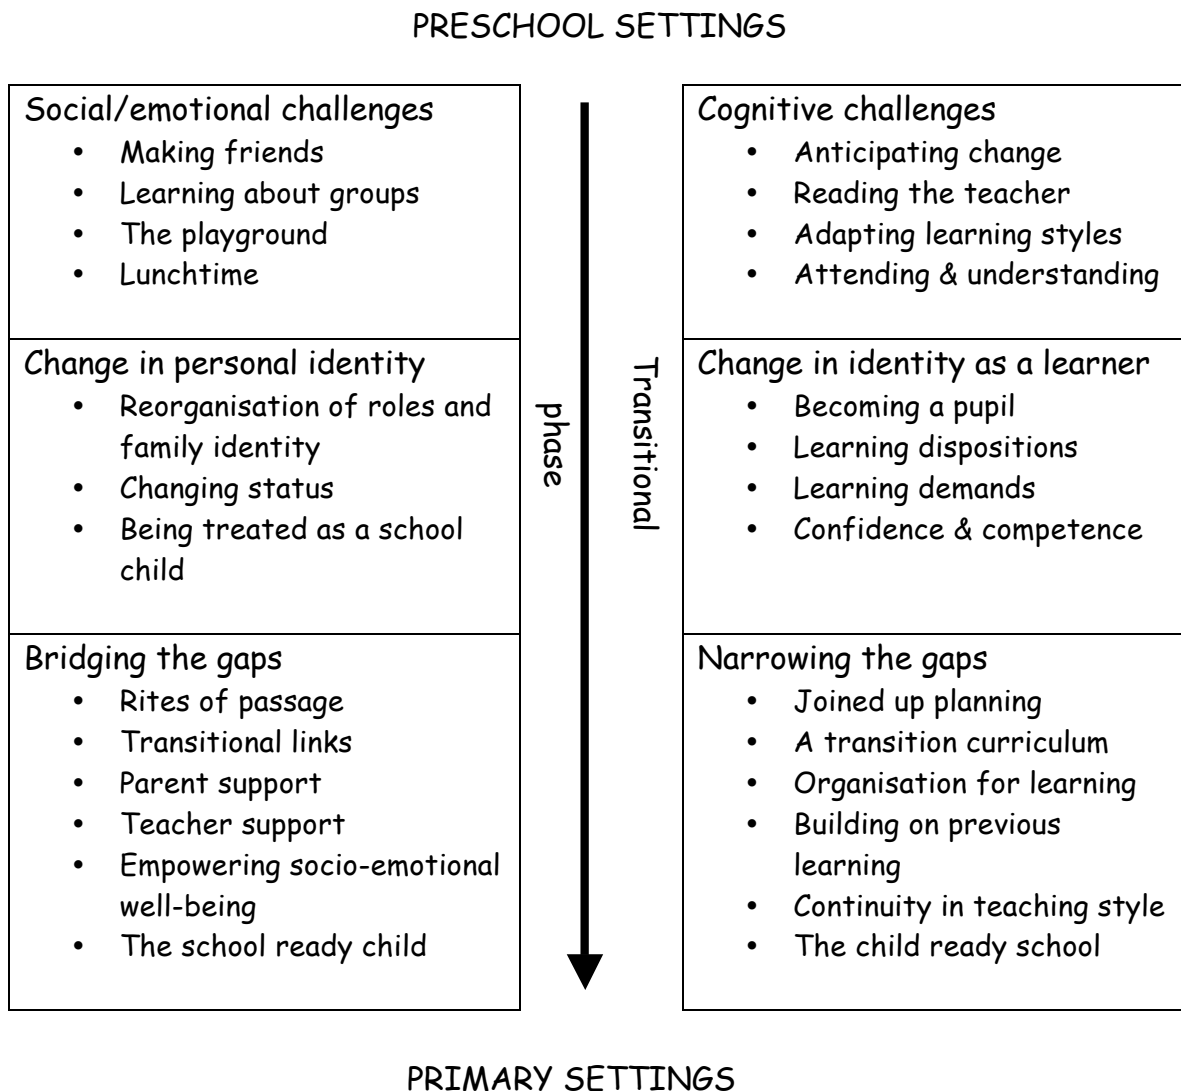 PRESCHOOL SETTINGS
Social/emotional challenges
• Making friends
• Learning about groups
• The playground
• Lunchtime
Change in personal identity
• Reorganisation of roles and
family identity
• Changing status
• Being treated as a school
child
Bridging the gaps
• Rites of passage
• Transitional links
• Parent support
• Teacher support
• Empowering socio-emotional
well-being
• The school ready child
Transitional
phase
Cognitive challenges
• Anticipating change
• Reading the teacher
• Adapting learning styles
• Attending & understanding
Change in identity as a learner
• Becoming a pupil
• Learning dispositions
• Learning demands
• Confidence & competence
Narrowing the gaps
• Joined up planning
• A transition curriculum
• Organisation for learning
• Building on previous
learning
• Continuity in teaching style
• The child ready school
PRIMARY SETTINGS